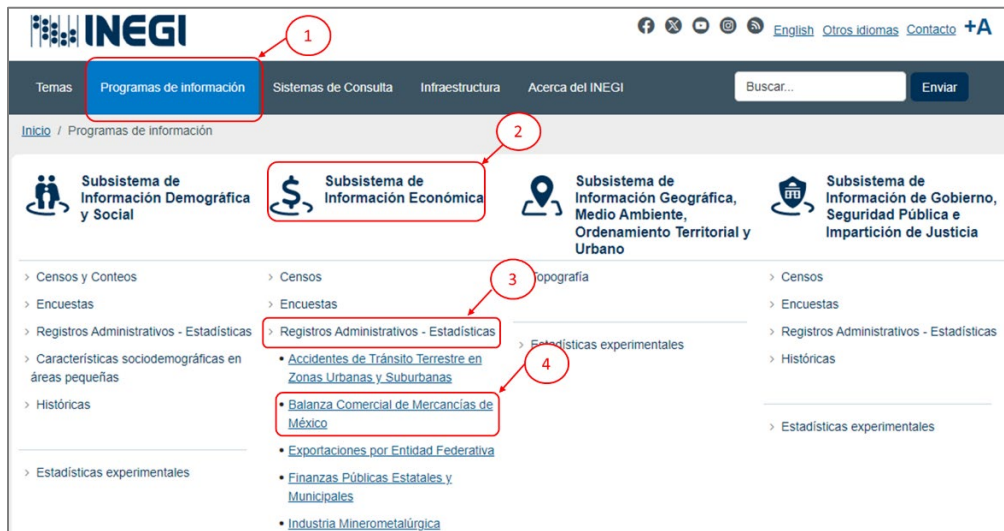 INEGI
English Otros idiomas Contacto +A
1
Temas Programas de información Sistemas de Consulta Infraestructura Acerca del INEGI Buscar... Enviar
Inicio / Programas de información
2
Subsistema de
Información Demográfica
y Social
Subsistema de
Información Económica
Subsistema de
Información Geográfica,
Medio Ambiente,
Ordenamiento Territorial y
Urbano
Subsistema de
Información de Gobierno,
Seguridad Pública e
Impartición de Justicia
> Censos y Conteos
> Encuestas
> Registros Administrativos - Estadísticas
> Características sociodemográficas en
áreas pequeñas
> Históricas
> Estadísticas experimentales
> Censos
> Encuestas
3
> Registros Administrativos - Estadísticas
• Accidentes de Tránsito Terrestre en
Zonas Urbanas y Suburbanas
4
• Balanza Comercial de Mercancías de
México
• Exportaciones por Entidad Federativa
• Finanzas Públicas Estatales y
Municipales
• Industria Minerometalúrgica
Topografía
> Estadísticas experimentales
> Censos
> Encuestas
> Registros Administrativos - Estadísticas
> Históricas
> Estadísticas experimentales